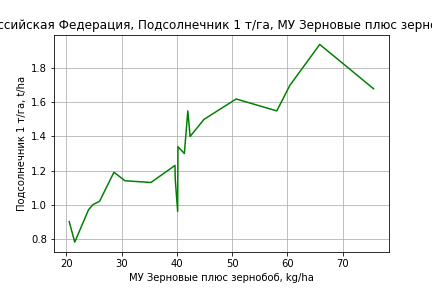 ссийская Федерация, Подсолнечник 1 т/га, МУ Зерновые плюс зерно
1.8
1.6
1.4
1.2
1.0
0.8
Подсолнечник 1 т/га, t/ha
20 30 40 50 60 70
МУ Зерновые плюс зернобоб, kg/ha